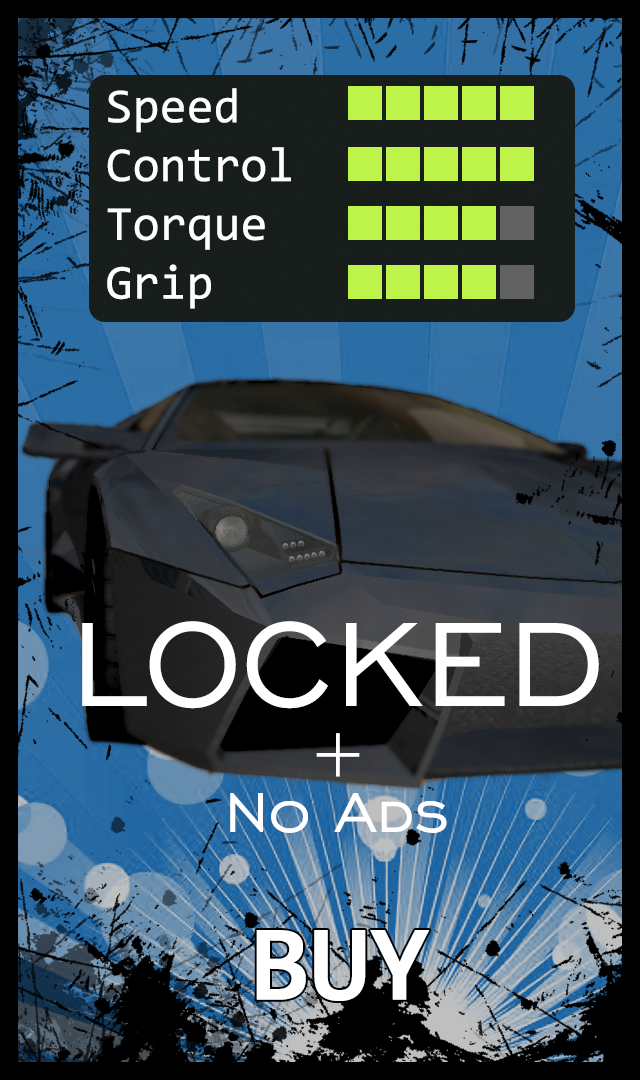 Speed
Control
Torque
Grip
LOCKED
+
No Ads
BUY